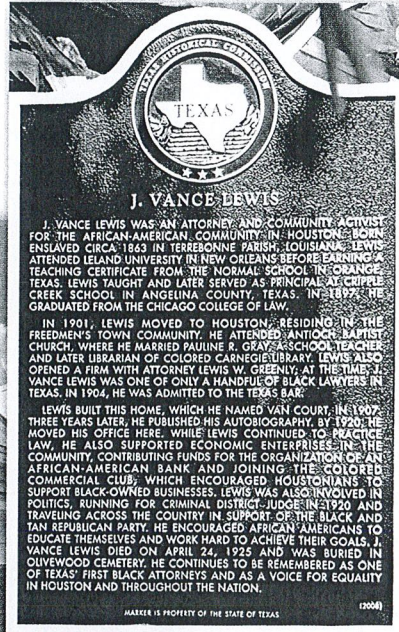 TEXAS HISTORICAL COMMISSION
TEXAS
J. VANCE LEWIS
J. VANCE LEWIS WAS AN ATTORNEY AND COMMUNITY ACTIVIST
FOR THE AFRICAN-AMERICAN COMMUNITY IN HOUSTON. BORN
ENSLAVED CIRCA 1863 IN TERREBONNE PARISH, LOUISIANA, LEWIS
ATTENDED LELAND UNIVERSITY IN NEW ORLEANS BEFORE EARNING A
TEACHING CERTIFICATE FROM THE NORMAL SCHOOL IN ORANGE,
TEXAS. LEWIS TAUGHT AND LATER SERVED AS PRINCIPAL AT CRIPPLE
CREEK SCHOOL IN ANGELINA COUNTY, TEXAS. IN 1897, HE
GRADUATED FROM THE CHICAGO COLLEGE OF LAW.
IN 1901, LEWIS MOVED TO HOUSTON, RESIDING IN THE
FREEDMEN'S TOWN COMMUNITY. HE ATTENDED ANTIOCH BAPTIST
CHURCH, WHERE HE MARRIED PAULINE R. GRAY, A SCHOOL TEACHER
AND LATER LIBRARIAN OF COLORED CARNEGIE LIBRARY. LEWIS ALSO
OPENED A FIRM WITH ATTORNEY LEWIS W. GREENLY; AT THE TIME, J.
VANCE LEWIS WAS ONE OF ONLY A HANDFUL OF BLACK LAWYERS IN
TEXAS. IN 1904, HE WAS ADMITTED TO THE TEXAS BAR.
LEWIS BUILT THIS HOME, WHICH HE NAMED VAN COURT, IN 1907.
THREE YEARS LATER, HE PUBLISHED HIS AUTOBIOGRAPHY. BY 1920, HE
MOVED HIS OFFICE HERE. WHILE LEWIS CONTINUED TO PRACTICE
LAW, HE ALSO SUPPORTED ECONOMIC ENTERPRISES IN THE
COMMUNITY, CONTRIBUTING FUNDS FOR THE ORGANIZATION OF AN
AFRICAN-AMERICAN BANK AND JOINING THE COLORED
COMMERCIAL CLUB, WHICH ENCOURAGED HOUSTONIANS TO
SUPPORT BLACK-OWNED BUSINESSES. LEWIS WAS ALSO INVOLVED IN
POLITICS, RUNNING FOR CRIMINAL DISTRICT JUDGE IN 1920 AND
TRAVELING ACROSS THE COUNTRY IN SUPPORT OF THE BLACK AND
TAN REPUBLICAN PARTY. HE ENCOURAGED AFRICAN AMERICANS TO
EDUCATE THEMSELVES AND WORK HARD TO ACHIEVE THEIR GOALS. J.
VANCE LEWIS DIED ON APRIL 24, 1925 AND WAS BURIED IN
OLIVEWOOD CEMETERY. HE CONTINUES TO BE REMEMBERED AS ONE
OF TEXAS' FIRST BLACK ATTORNEYS AND AS A VOICE FOR EQUALITY
IN HOUSTON AND THROUGHOUT THE NATION.
(2008)
MARKER IS PROPERTY OF THE STATE OF TEXAS